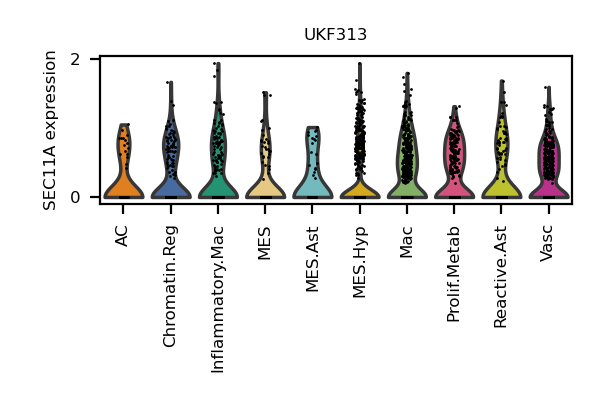 UKF313
SEC11A expression
2
0
AC
Chromatin.Reg
Inflammatory.Mac
MES
MES.Ast
MES.Hyp
Mac
Prolif.Metab
Reactive.Ast
Vasc